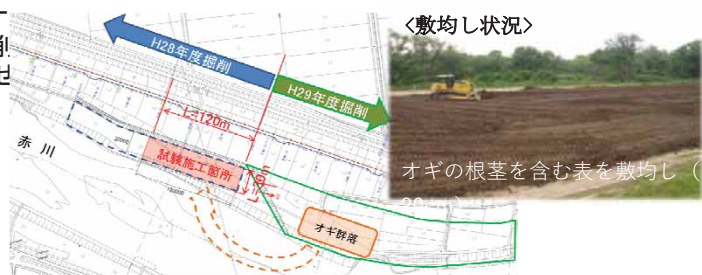 削
せ
<敷均し状況>
H28年度掘削
H29年度掘削
L=120m
赤川
試験施工箇所
オギ群落
オギの根茎を含む表を敷均し（